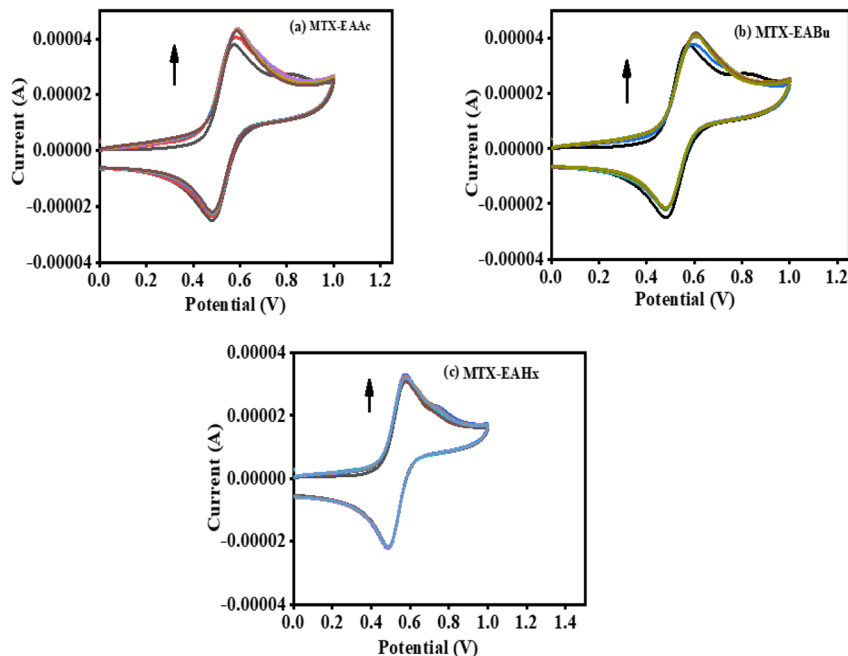 (a) MTX-EAAc
0.00004
0.00002
0.00000
-0.00002
-0.00004
Current (A)
0.0 0.2 0.4 0.6 0.8 1.0 1.2
Potential (V)
(b) MTX-EABu
0.00004
0.00002
0.00000
-0.00002
-0.00004
Current (A)
0.0 0.2 0.4 0.6 0.8 1.0 1.2
Potential (V)
(c) MTX-EAHx
0.00004
0.00002
0.00000
-0.00002
-0.00004
Current (A)
0.0 0.2 0.4 0.6 0.8 1.0 1.2 1.4
Potential (V)